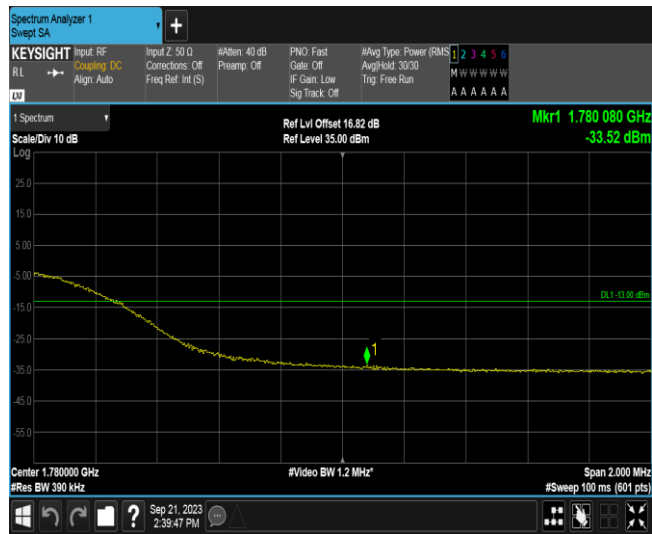 Spectrum Analyzer 1
Swept SA
KEYSIGHT
RL
LXI
Input: RF
Coupling: DC
Align: Auto
Input Z: 50 Ω
Corrections: Off
Freq Ref: Int (S)
#Atten: 40 dB
Preamp: Off
PNO: Fast
Gate: Off
IF Gain: Low
Sig Track: Off
#Avg Type: Power (RMS
Avg|Hold: 30/30
Trig: Free Run
1 2 3 4 5 6
M W W W W W
A A A A A A
1 Spectrum
Scale/Div 10 dB
Ref Lvl Offset 16.82 dB
Ref Level 35.00 dBm
Mkr1 1.780 080 GHz
-33.52 dBm
Log
25.0
15.0
5.00
-5.00
DL1 -13.00 dBm
-15.0
-25.0
1
-35.0
-45.0
-55.0
Center 1.780000 GHz
#Video BW 1.2 MHz*
Span 2.000 MHz
#Res BW 390 kHz
#Sweep 100 ms (601 pts)
?
Sep 21, 2023
2:39:47 PM